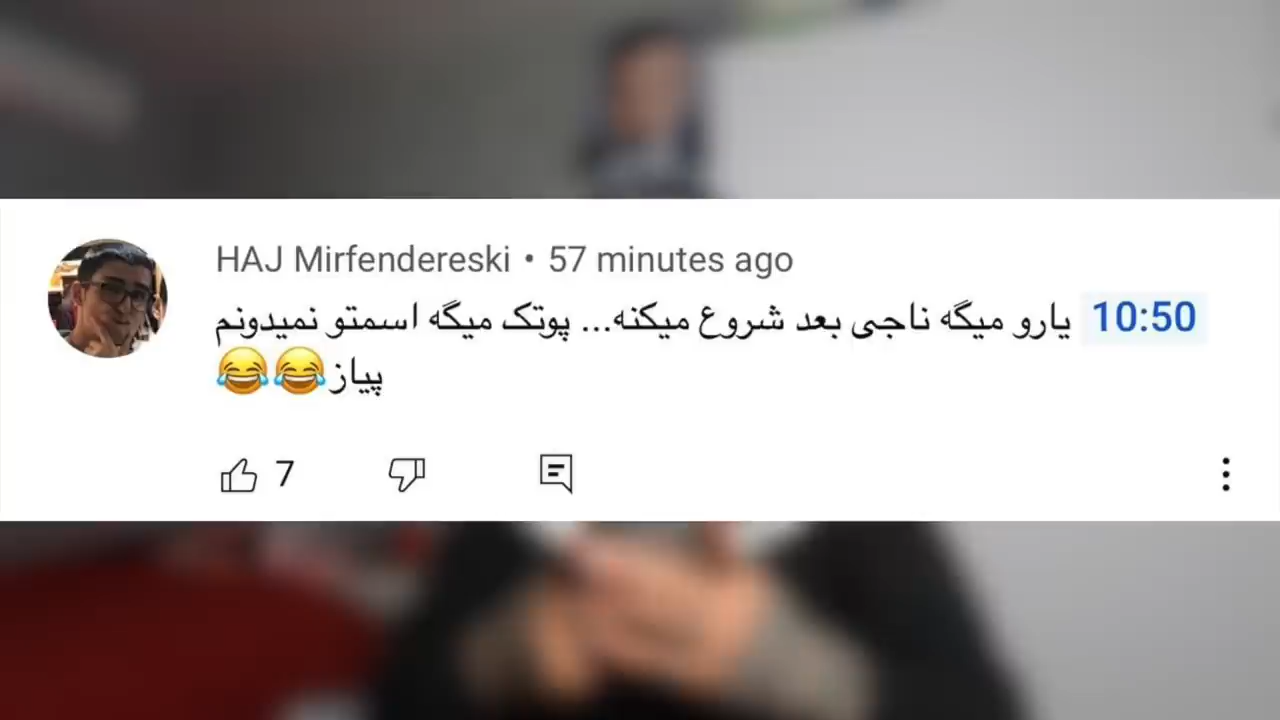 HAJ Mirfendereski • 57 minutes ago
10:50 یارو میگه ناجی بعد شروع میکنه... پوتک میگه اسمتو نمیدونم
پیاز😂😂
7